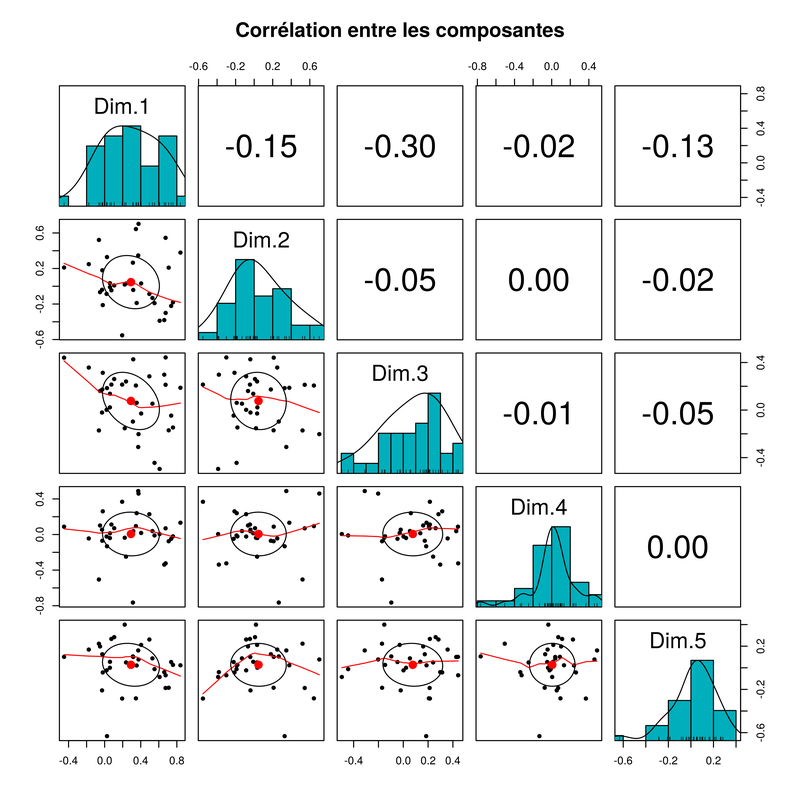 Corrélation entre les composantes
-0.6 -0.2 0.2 0.6 -0.8 -0.4 0.0 0.4
Dim.1 -0.15 -0.30 -0.02 -0.13
-0.4 0.0 0.4 0.8
-0.6 -0.2 0.2 0.6
Dim.2 -0.05 0.00 -0.02
Dim.3 -0.01 -0.05
-0.4 0.0 0.4
-0.8 -0.4 0.0 0.4
Dim.4 0.00
Dim.5
-0.6 -0.2 0.2
-0.4 0.0 0.4 0.8 0.0 0.2 0.4 -0.6 -0.2 0.2